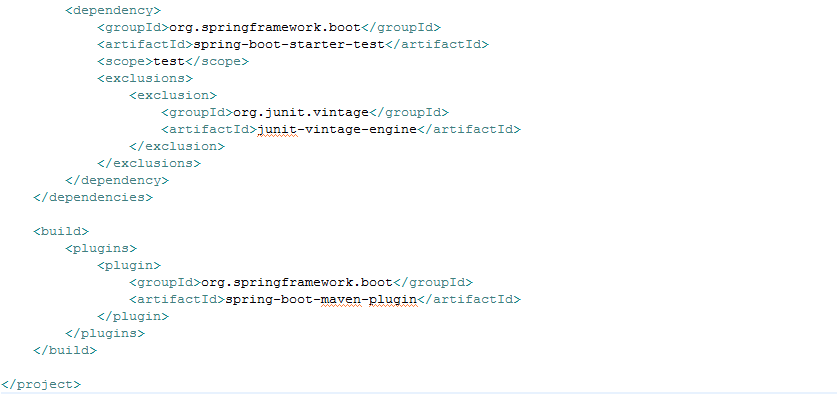 <dependency>
<groupId>org.springframework.boot</groupId>
<artifactId>spring-boot-starter-test</artifactId>
<scope>test</scope>
<exclusions>
<exclusion>
<groupId>org.junit.vintage</groupId>
<artifactId>junit-vintage-engine</artifactId>
</exclusion>
</exclusions>
</dependency>
</dependencies>
<build>
<plugins>
<plugin>
<groupId>org.springframework.boot</groupId>
<artifactId>spring-boot-maven-plugin</artifactId>
</plugin>
</plugins>
</build>
</project>